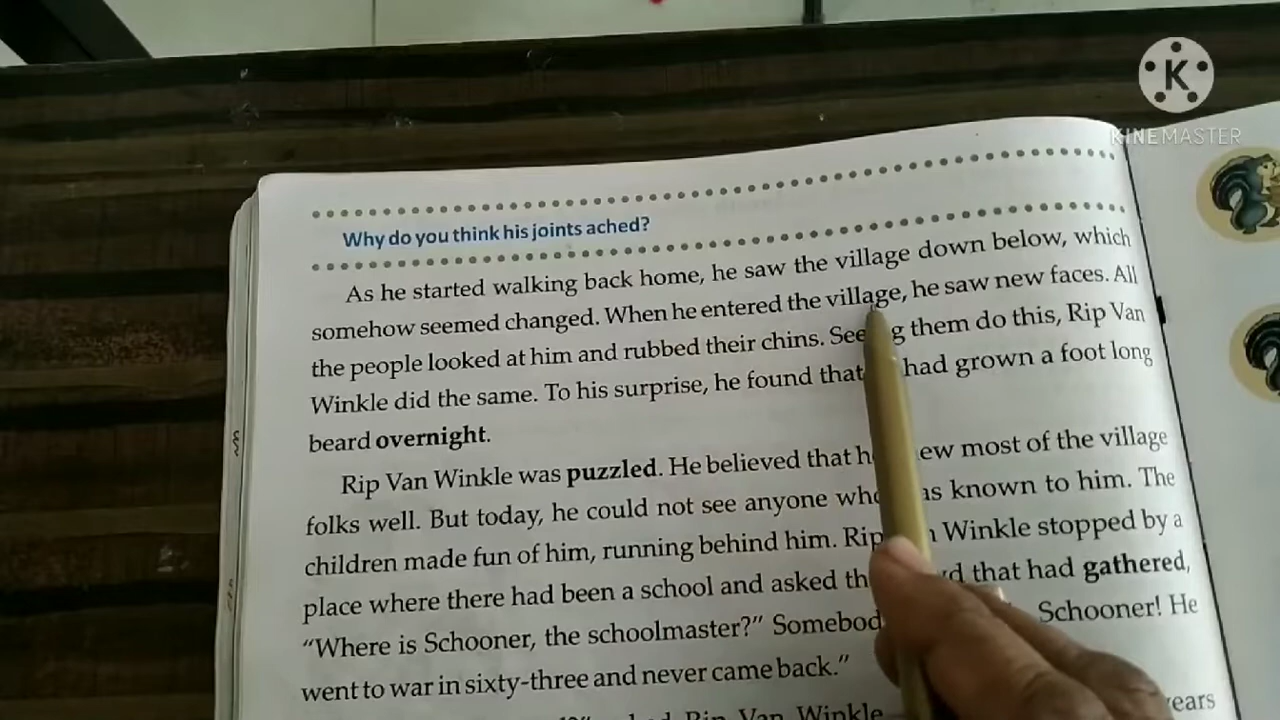 K
KINEMASTER
Why do you think his joints ached?
As he started walking back home, he saw the village down below, which
somehow seemed changed. When he entered the village, he saw new faces. All
the people looked at him and rubbed their chins. Seeing them do this, Rip Van
Winkle did the same. To his surprise, he found that had grown a foot long
beard overnight.
Rip Van Winkle was puzzled. He believed that most of the village
folks well. But today, he could not see anyone known to him. The
children made fun of him, running behind him. Rip Winkle stopped by a
place where there had been a school and asked that had gathered,
“Where is Schooner, the schoolmaster?” Schooner! He
went to war in sixty-three and never came back.”
Rip Van Winkle